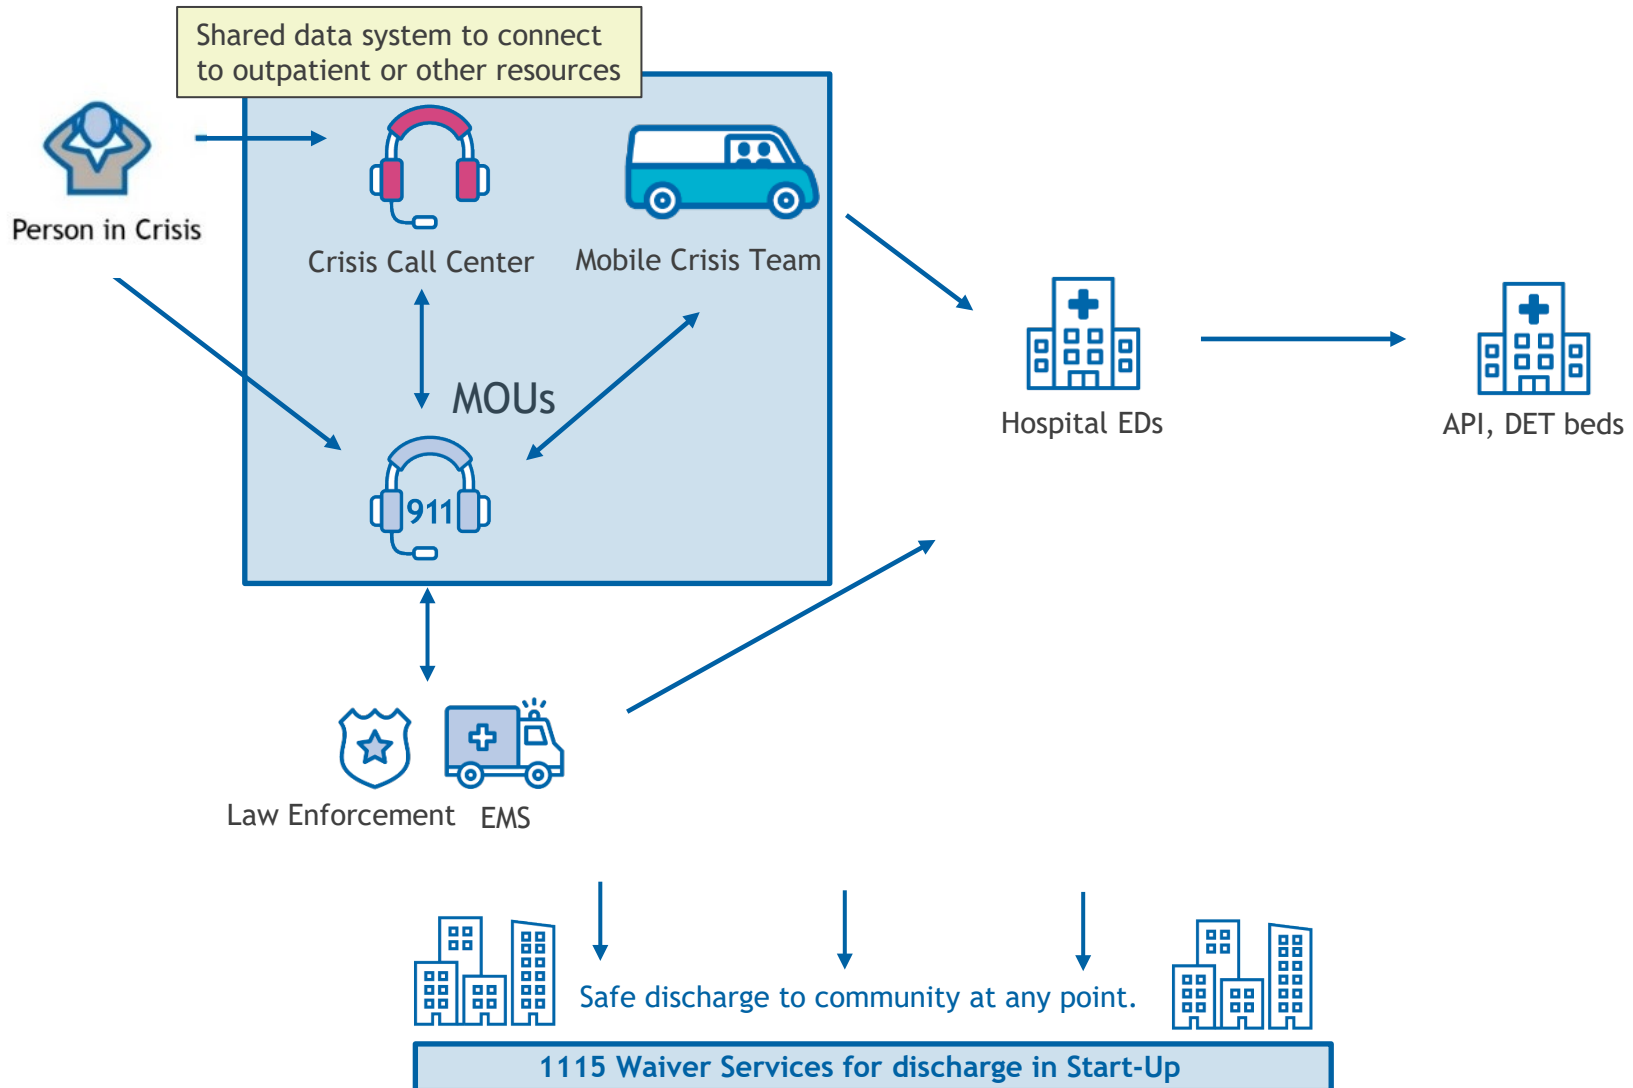 Shared data system to connect
to outpatient or other resources
Person in Crisis
Crisis Call Center
Mobile Crisis Team
MOUs
911
Hospital EDs
API, DET beds
Law Enforcement
EMS
Safe discharge to community at any point.
1115 Waiver Services for discharge in Start-Up